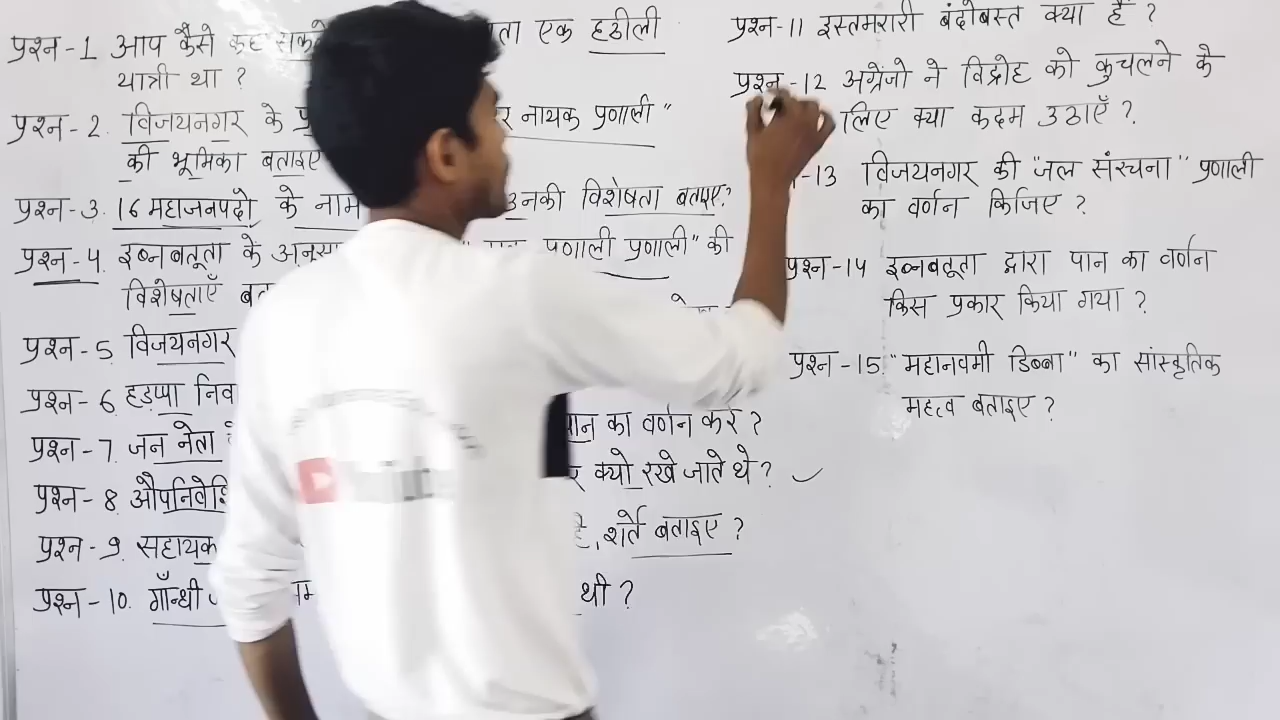 प्रश्न-1 आप कैसे कह सकते ता एक हठीली
यात्री था ?
प्रश्न-2. विजयनगर के नायक प्रणाली"
की भूमिका बताइए
प्रश्न-3. 16 महाजनपदो के नाम उनकी विशेषता बताइए?
प्रश्न-4. इब्नबतूता के अनुसा प्रणाली" की
विशेषताएँ बता
प्रश्न-5. विजयनगर
प्रश्न-6. हड़प्पा निव
प्रश्न-7. जन नेता का वर्णन करें ?
प्रश्न-8. औपनिवेशि क्यो रखे जाते थे ?
प्रश्न-9. सहायक है, शर्ते बताइए ?
प्रश्न-10. गाँन्धी थी ?
प्रश्न-11 इस्तमरारी बंदोबस्त क्या है ?
प्रश्न-12 अग्रेंजो ने विद्रोह को कुचलने के
लिए क्या कदम उठाएँ ?
-13 विजयनगर की "जल संरचना" प्रणाली
का वर्णन किजिए ?
प्रश्न-14 इब्नबतूता द्वारा पान का वर्णन
किस प्रकार किया गया ?
प्रश्न-15. "महानवमी डिब्बा" का सांस्कृतिक
महत्व बताइए ?